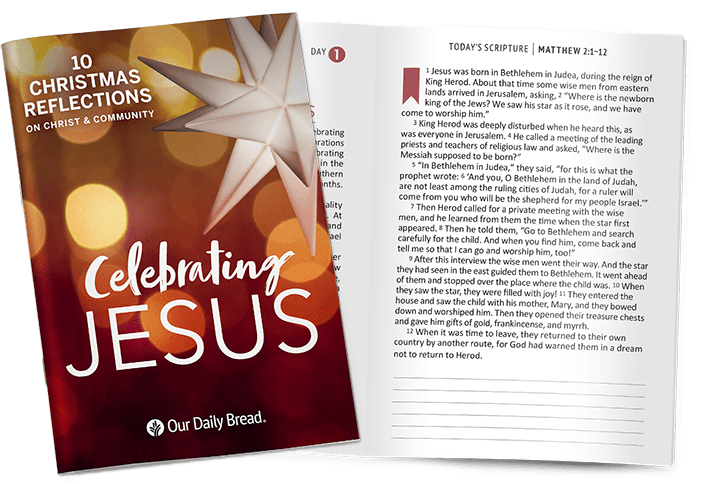 10
CHRISTMAS
REFLECTIONS
ON CHRIST & COMMUNITY
Celebrating
JESUS
Our Daily Bread®
DAY 1
TODAY'S SCRIPTURE | MATTHEW 2:1–12
1 Jesus was born in Bethlehem in Judea, during the reign of
King Herod. About that time some wise men from eastern
lands arrived in Jerusalem, asking, 2 “Where is the newborn
king of the Jews? We saw his star as it rose, and we have
come to worship him.”
3 King Herod was deeply disturbed when he heard this, as
was everyone in Jerusalem. 4 He called a meeting of the leading
priests and teachers of religious law and asked, “Where is the
Messiah supposed to be born?”
5 “In Bethlehem in Judea,” they said, “for this is what the
prophet wrote: 6 ‘And you, O Bethlehem in the land of Judah,
are not least among the ruling cities of Judah, for a ruler will
come from you who will be the shepherd for my people Israel.’”
7 Then Herod called for a private meeting with the wise
men, and he learned from them the time when the star first
appeared. 8 Then he told them, “Go to Bethlehem and search
carefully for the child. And when you find him, come back and
tell me so that I can go and worship him, too!”
9 After this interview the wise men went their way. And the star
they had seen in the east guided them to Bethlehem. It went ahead
of them and stopped over the place where the child was. 10 When
they saw the star, they were filled with joy! 11 They entered the
house and saw the child with his mother, Mary, and they bowed
down and worshiped him. Then they opened their treasure chests
and gave him gifts of gold, frankincense, and myrrh.
12 When it was time to leave, they returned to their own
country by another route, for God had warned them in a dream
not to return to Herod.